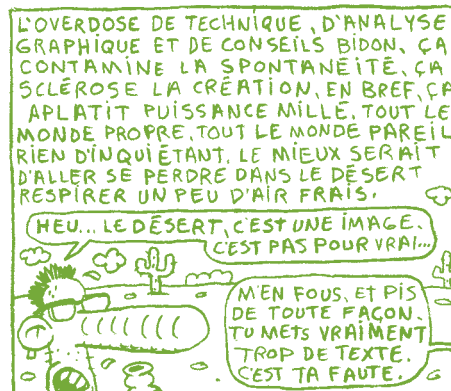 L'OVERDOSE DE TECHNIQUE, D'ANALYSE
GRAPHIQUE ET DE CONSEILS BIDON, ÇA
CONTAMINE LA SPONTANÉITÉ, ÇA
SCLÉROSE LA CRÉATION, EN BREF, ÇA
APLATIT PUISSANCE MILLE. TOUT LE
MONDE PROPRE, TOUT LE MONDE PAREIL
RIEN D'INQUIÉTANT. LE MIEUX SERAIT
D'ALLER SE PERDRE DANS LE DÉSERT
RESPIRER UN PEU D'AIR FRAIS.
HEU... LE DÉSERT, C'EST UNE IMAGE.
C'EST PAS POUR VRAI...
M'EN FOUS, ET PIS
DE TOUTE FAÇON.
TU METS VRAIMENT
TROP DE TEXTE.
C'EST TA FAUTE.